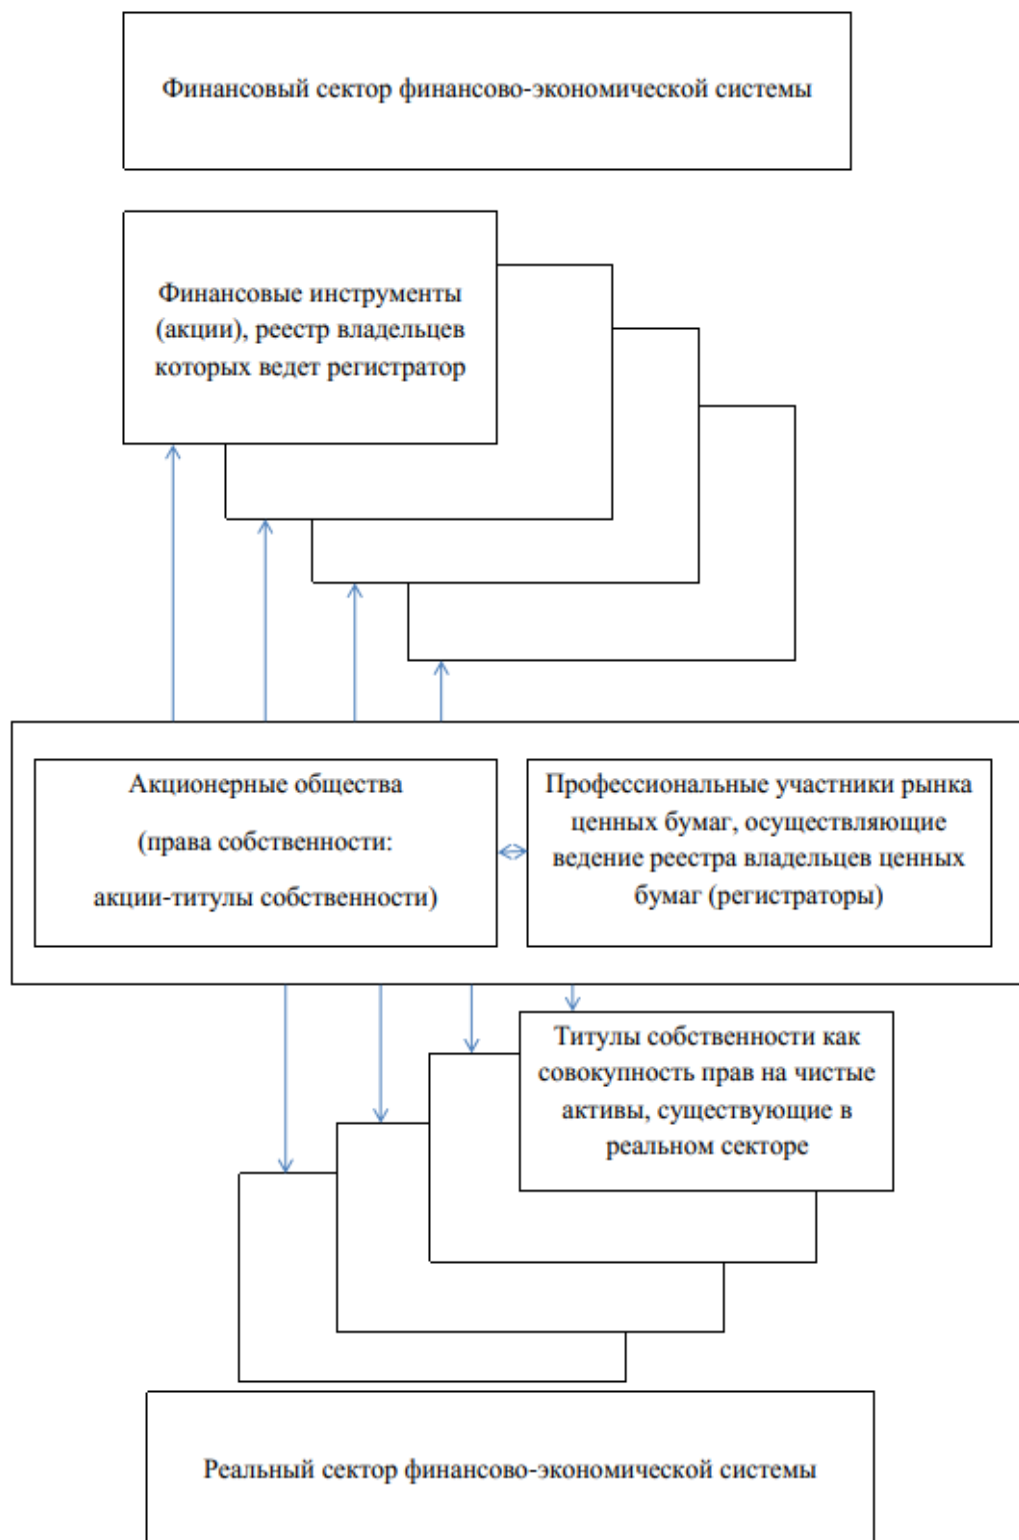 Финансовый сектор финансово-экономической системы
Финансовые инструменты
(акции), реестр владельцев
которых ведет регистратор
Акционерные общества
(права собственности:
акции-титулы собственности)
Профессиональные участники рынка
ценных бумаг, осуществляющие
ведение реестра владельцев ценных
бумаг (регистраторы)
Титулы собственности как
совокупность прав на чистые
активы, существующие в
реальном секторе
Реальный сектор финансово-экономической системы